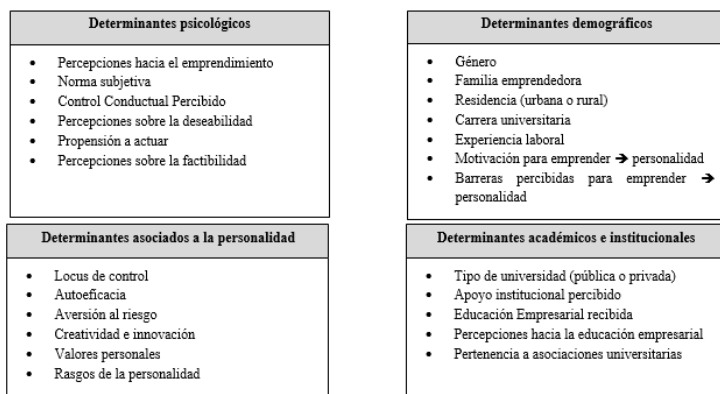 Determinantes psicológicos
• Percepciones hacia el emprendimiento
• Norma subjetiva
• Control Conductual Percibido
• Percepciones sobre la deseabilidad
• Propensión a actuar
• Percepciones sobre la factibilidad
Determinantes demográficos
• Género
• Familia emprendedora
• Residencia (urbana o rural)
• Carrera universitaria
• Experiencia laboral
• Motivación para emprender ➔ personalidad
• Barreras percibidas para emprender ➔
personalidad
Determinantes asociados a la personalidad
• Locus de control
• Autoeficacia
• Aversión al riesgo
• Creatividad e innovación
• Valores personales
• Rasgos de la personalidad
Determinantes académicos e institucionales
• Tipo de universidad (pública o privada)
• Apoyo institucional percibido
• Educación Empresarial recibida
• Percepciones hacia la educación empresarial
• Pertenencia a asociaciones universitarias